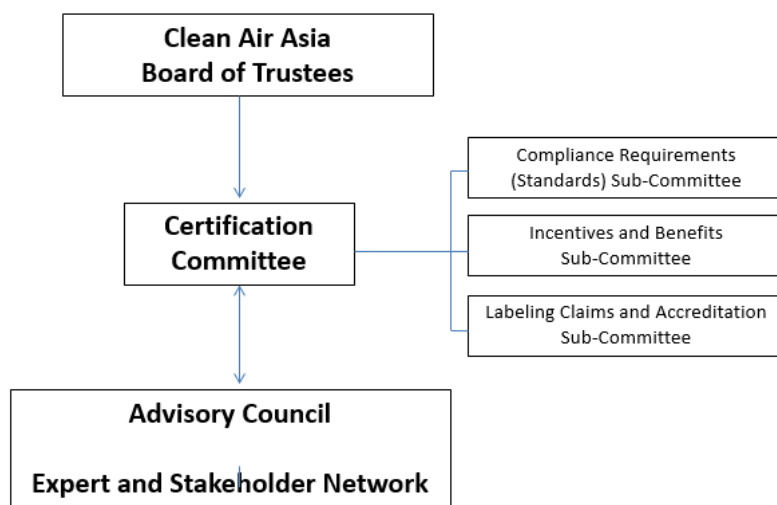 Clean Air Asia
Board of Trustees
Certification
Committee
Compliance Requirements
(Standards) Sub-Committee
Incentives and Benefits
Sub-Committee
Labeling Claims and Accreditation
Sub-Committee
Advisory Council
Expert and Stakeholder Network